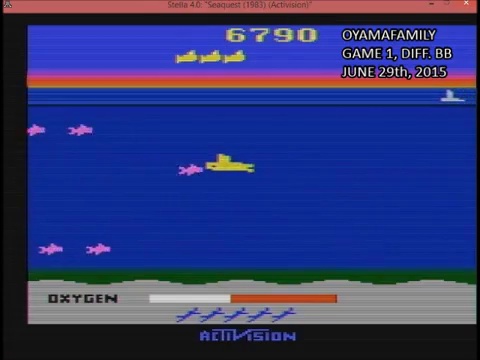 Stella 4.0: "Seaquest (1983) (Activision)"
6790
OYAMAFAMILY
GAME 1, DIFF. BB
JUNE 29th, 2015
OXYGEN
ACTIVISION